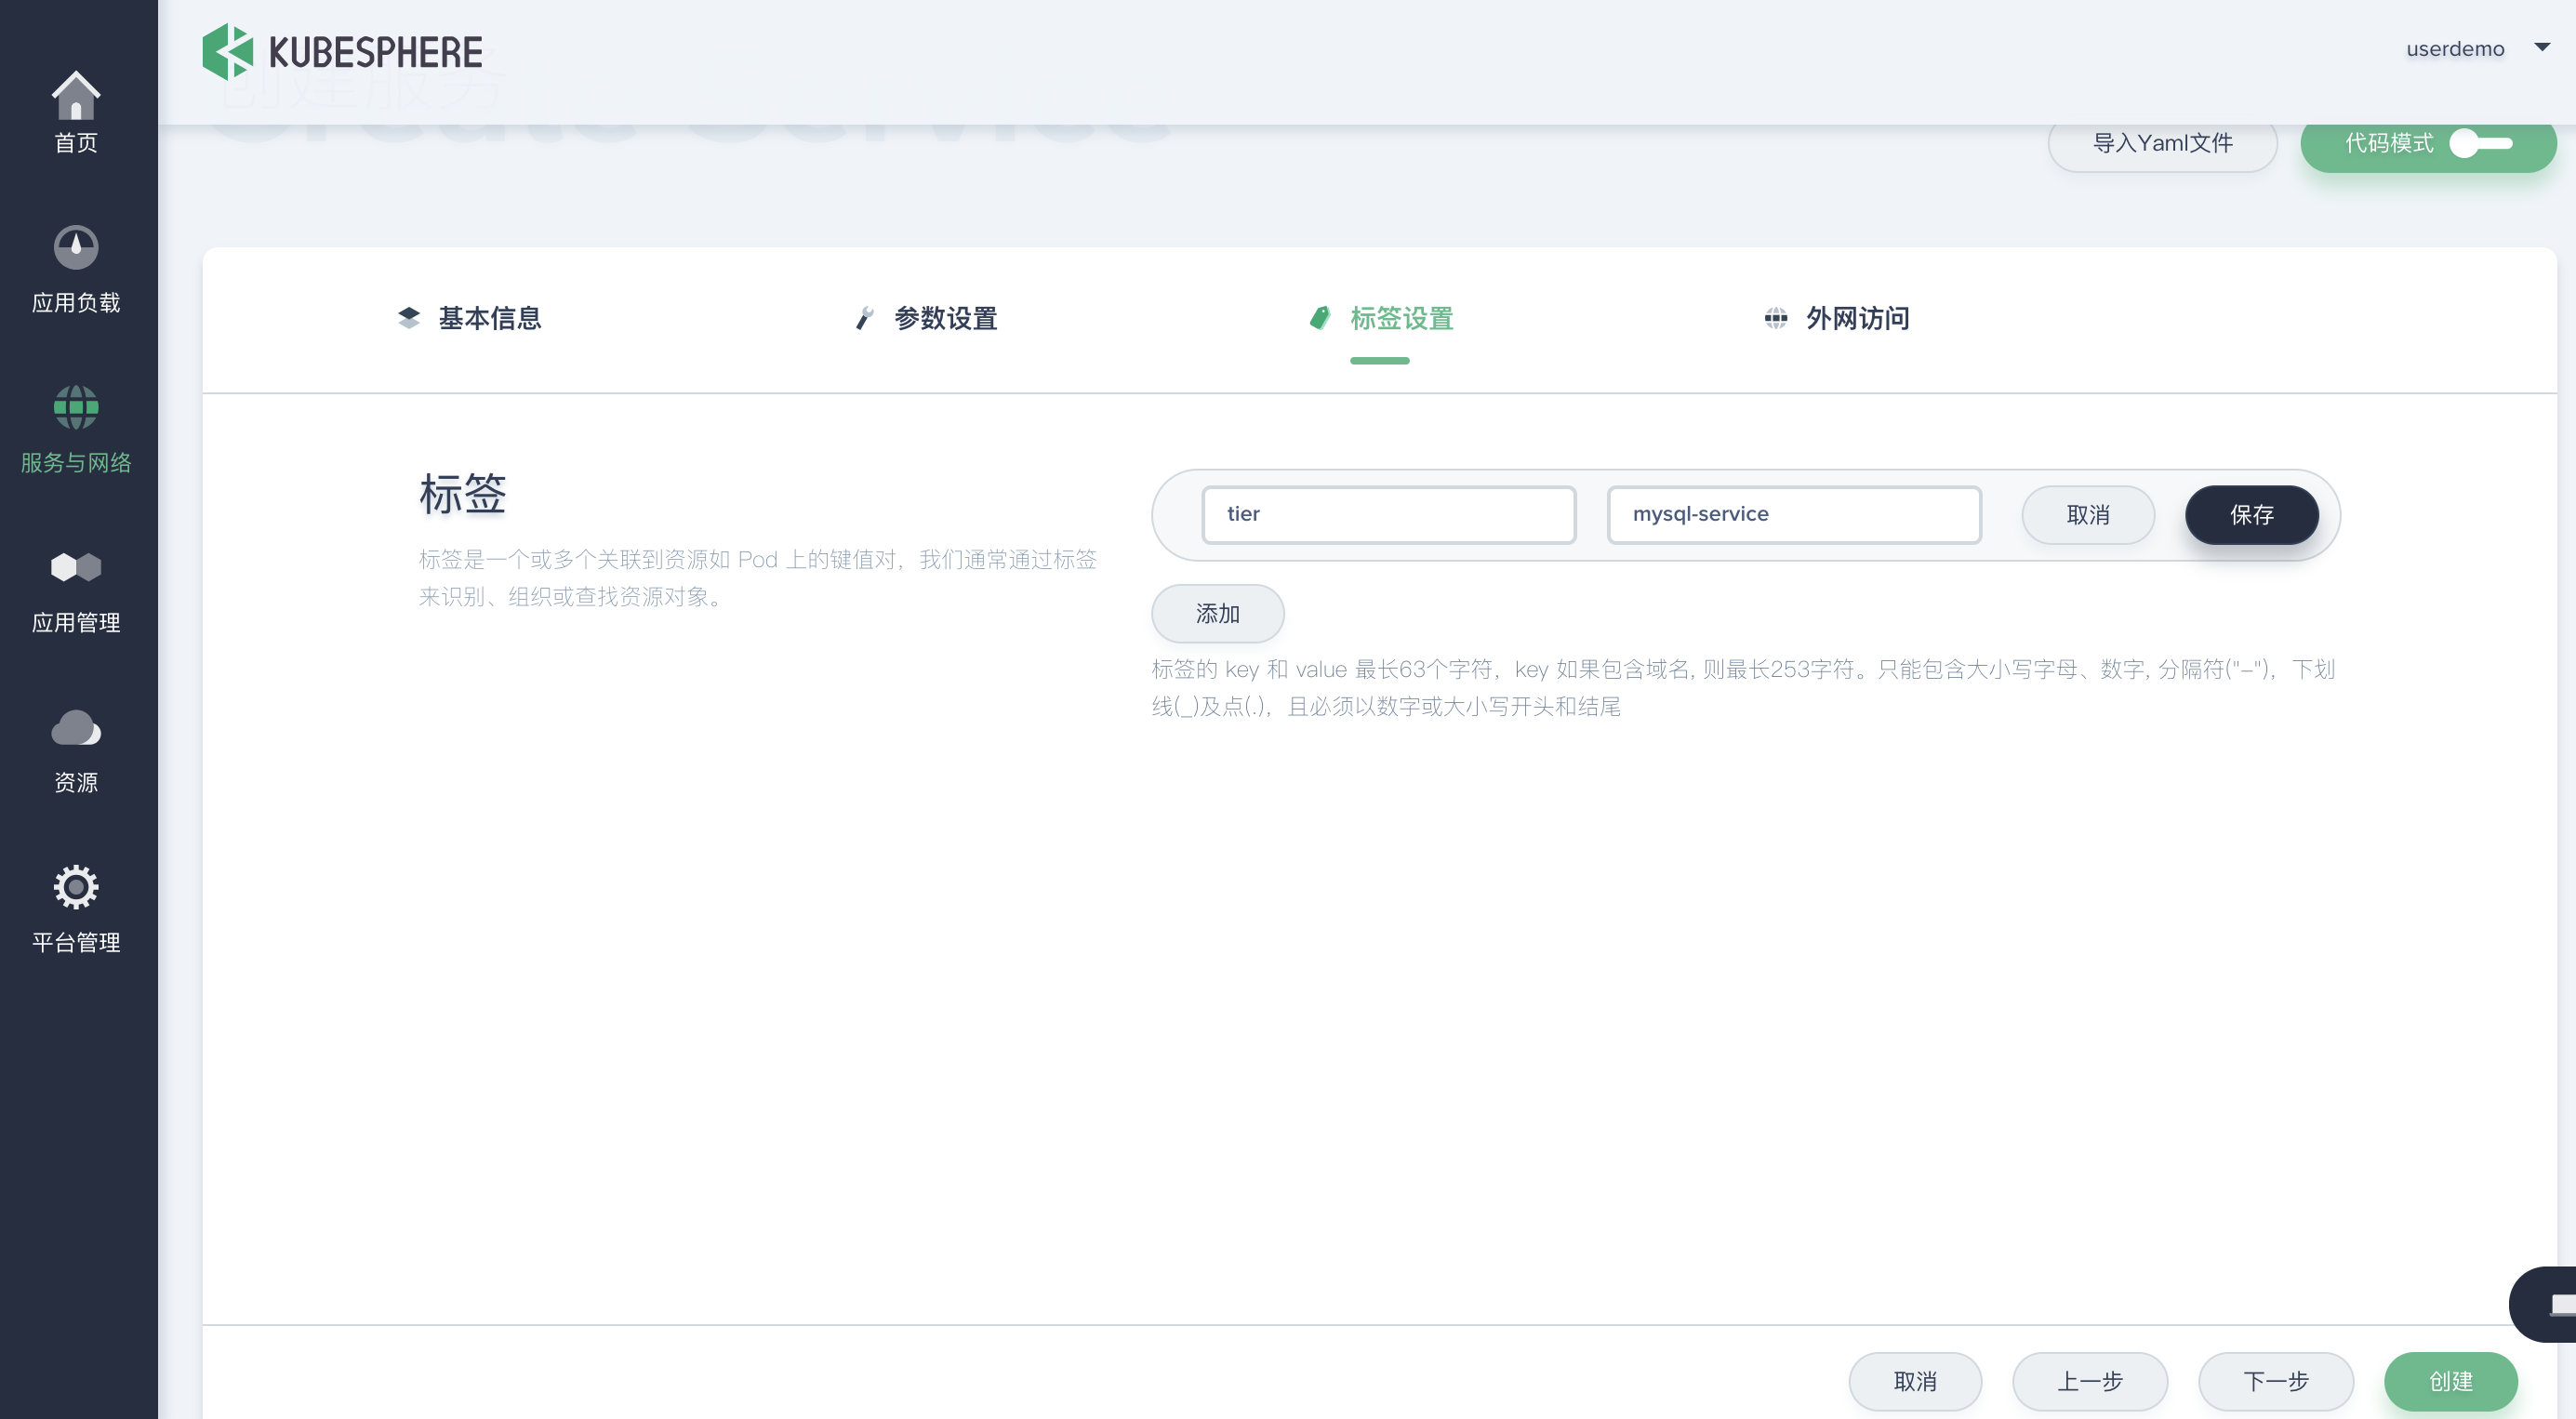 KUBESPHERE
userdemo
创建服务
Create Service
导入Yaml文件
代码模式
首页
应用负载
服务与网络
应用管理
资源
平台管理
基本信息
参数设置
标签设置
外网访问
标签
标签是一个或多个关联到资源如 Pod 上的键值对，我们通常通过标签
来识别、组织或查找资源对象。
tier
mysql-service
取消
保存
添加
标签的 key 和 value 最长63个字符，key 如果包含域名, 则最长253字符。只能包含大小写字母、数字, 分隔符("-")，下划
线(_)及点(.)，且必须以数字或大小写开头和结尾
取消
上一步
下一步
创建